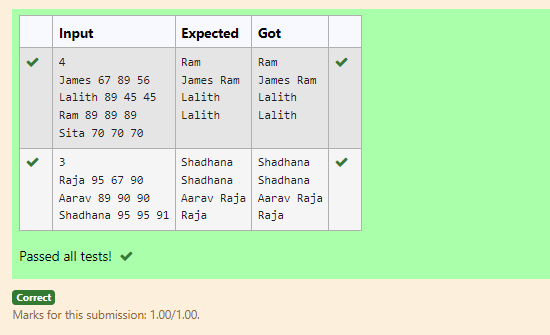 Input Expected Got
4 Ram Ram
James 67 89 56 James Ram James Ram
Lalith 89 45 45 Lalith Lalith
Ram 89 89 89 Lalith Lalith
Sita 70 70 70
3 Shadhana Shadhana
Raja 95 67 90 Shadhana Shadhana
Aarav 89 90 90 Aarav Raja Aarav Raja
Shadhana 95 95 91 Raja Raja
Passed all tests!
Correct
Marks for this submission: 1.00/1.00.